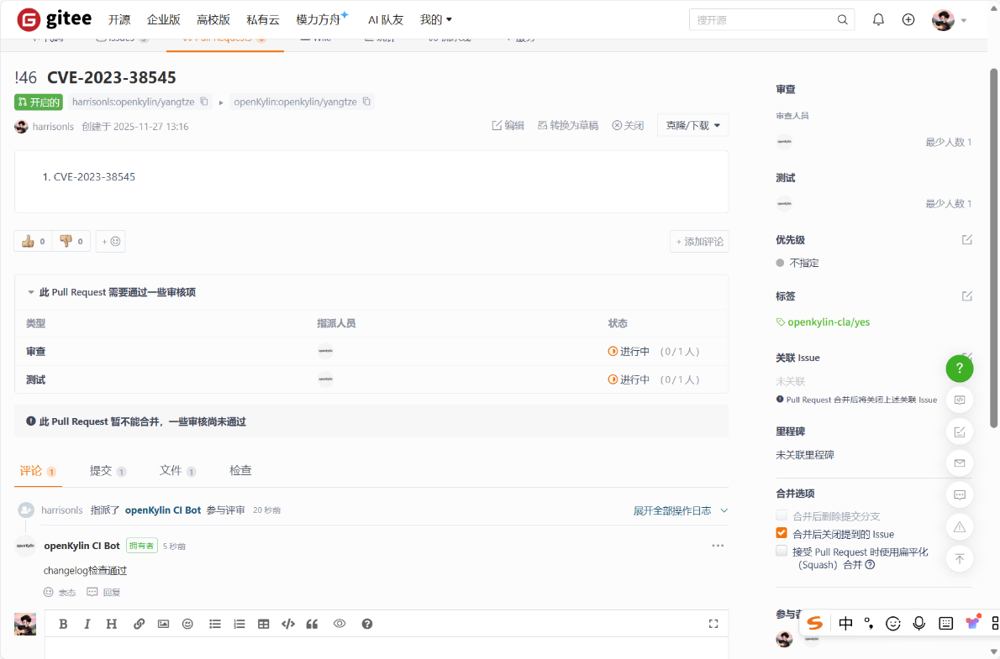 gitee 开源 企业版 高校版 私有云 模力方舟 AI 队友 我的 搜开源
!46 CVE-2023-38545
开启的 harrisonls:openkylin/yangtze openKylin:openkylin/yangtze
harrisonls 创建于 2025-11-27 13:16 编辑 转换为草稿 关闭 克隆/下载
1. CVE-2023-38545
0 0 + + 添加评论
此 Pull Request 需要通过一些审核项
类型 指派人员 状态
审查 openKylin 进行中 (0/1人)
测试 openKylin 进行中 (0/1人)
此 Pull Request 暂不能合并，一些审核尚未通过
评论 1 提交 1 文件 1 检查
harrisonls 指派了 openKylin CI Bot 参与评审 20 秒前 展开全部操作日志
openKylin openKylin CI Bot 拥有者 5 秒前
changelog检查通过
表态 回复
B I H
审查
审查人员
openKylin 最少人数 1
测试
openKylin 最少人数 1
优先级
不指定
标签
openkylin-cla/yes
关联 Issue
未关联
Pull Request 合并后将关闭上述关联 Issue
里程碑
未关联里程碑
合并选项
合并后删除提交分支
合并后关闭提到的 Issue
接受 Pull Request 时使用扁平化
（Squash）合并
参与者
中
openKylin